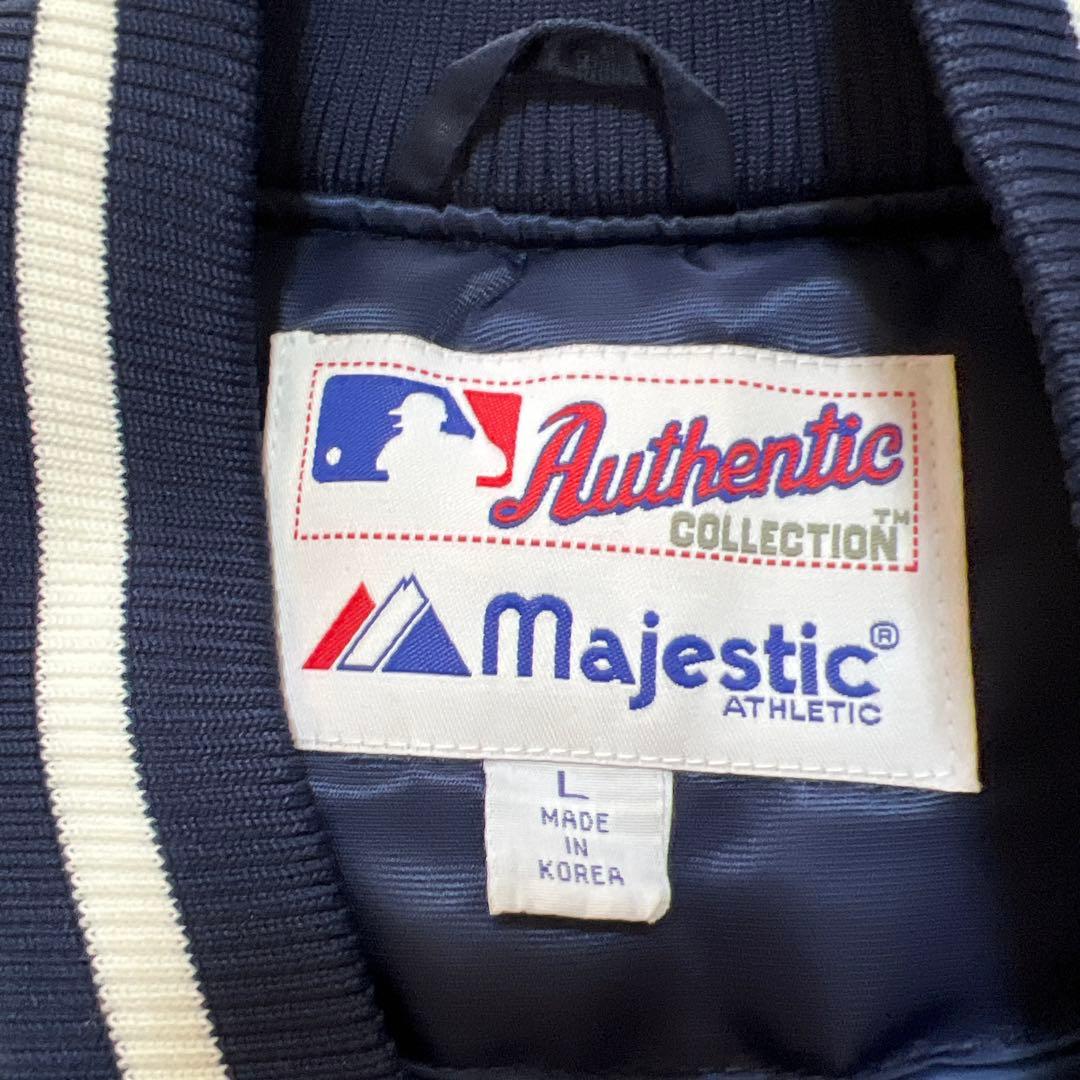 Authentic
COLLECTION™
Majestic®
ATHLETIC
L
MADE
IN
KOREA